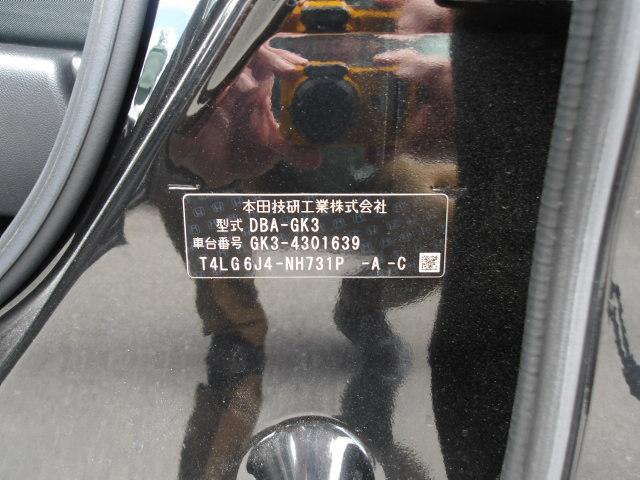 本田技研工業株式会社
型式 DBA-GK3
車台番号 GK3-4301639
T4LG6J4-NH731P -A-C